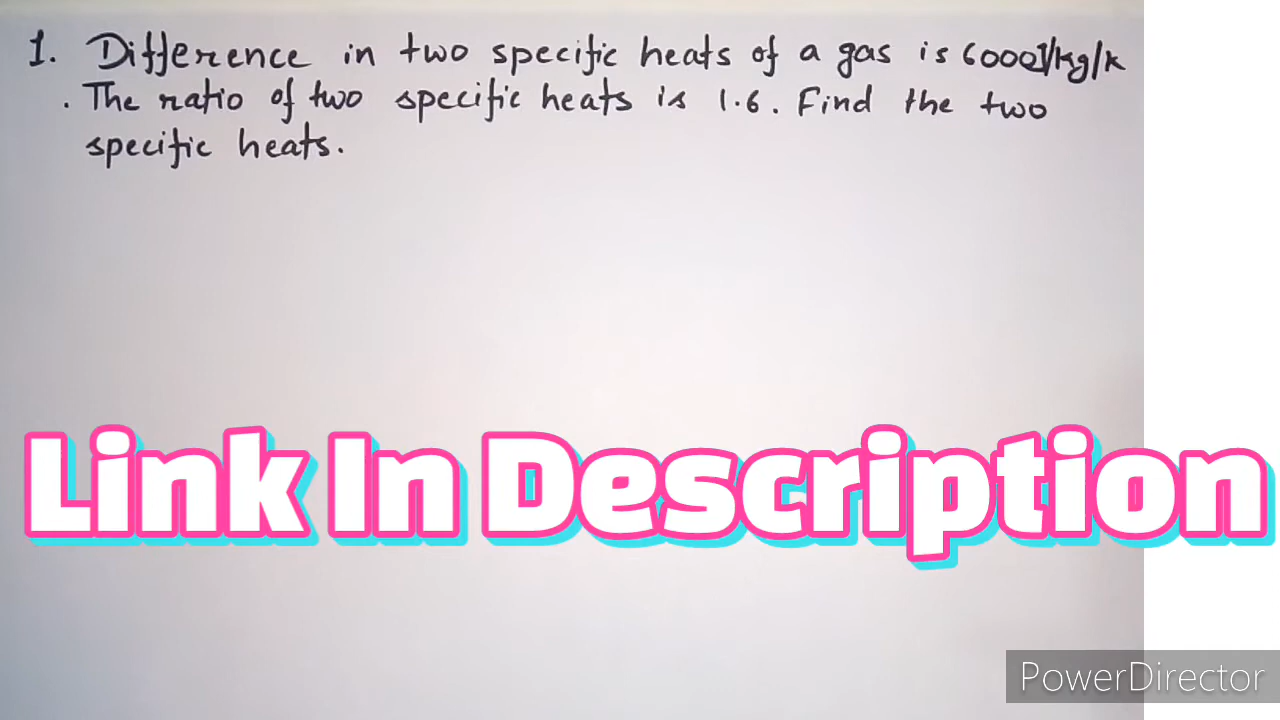 1. Difference in two specific heats of a gas is 6000J/kg/K
. The ratio of two specific heats is 1.6. Find the two
specific heats.
Link In Description
PowerDirector